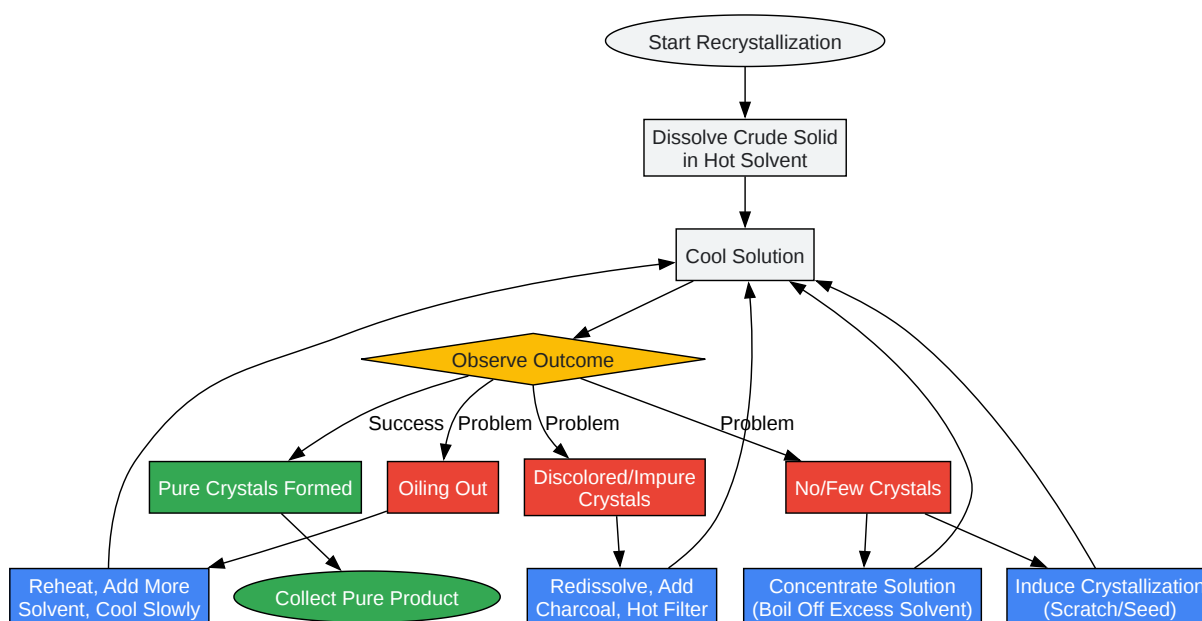 Start Recrystallization
Dissolve Crude Solid
in Hot Solvent
Cool Solution
Observe Outcome
Success
Problem
Problem
Problem
Pure Crystals Formed
Oiling Out
Discolored/Impure
Crystals
No/Few Crystals
Reheat, Add More
Solvent, Cool Slowly
Collect Pure Product
Redissolve, Add
Charcoal, Hot Filter
Concentrate Solution
(Boil Off Excess Solvent)
Induce Crystallization
(Scratch/Seed)